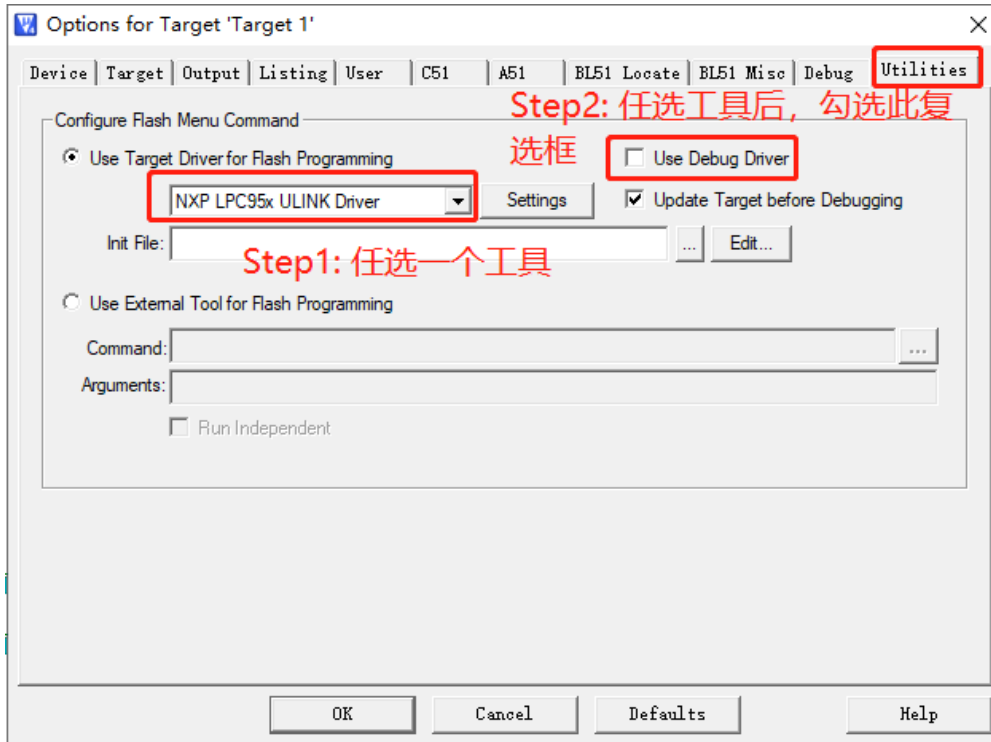 Options for Target 'Target 1'
Device Target Output Listing User C51 A51 BL51 Locate BL51 Misc Debug Utilities
Step2: 任选工具后，勾选此复
选框
Configure Flash Menu Command
Use Target Driver for Flash Programming
Use Debug Driver
NXP LPC95x ULINK Driver
Settings
Update Target before Debugging
Init File:
...
Edit...
Step1: 任选一个工具
Use External Tool for Flash Programming
Command:
...
Arguments:
Run Independent
OK Cancel Defaults Help